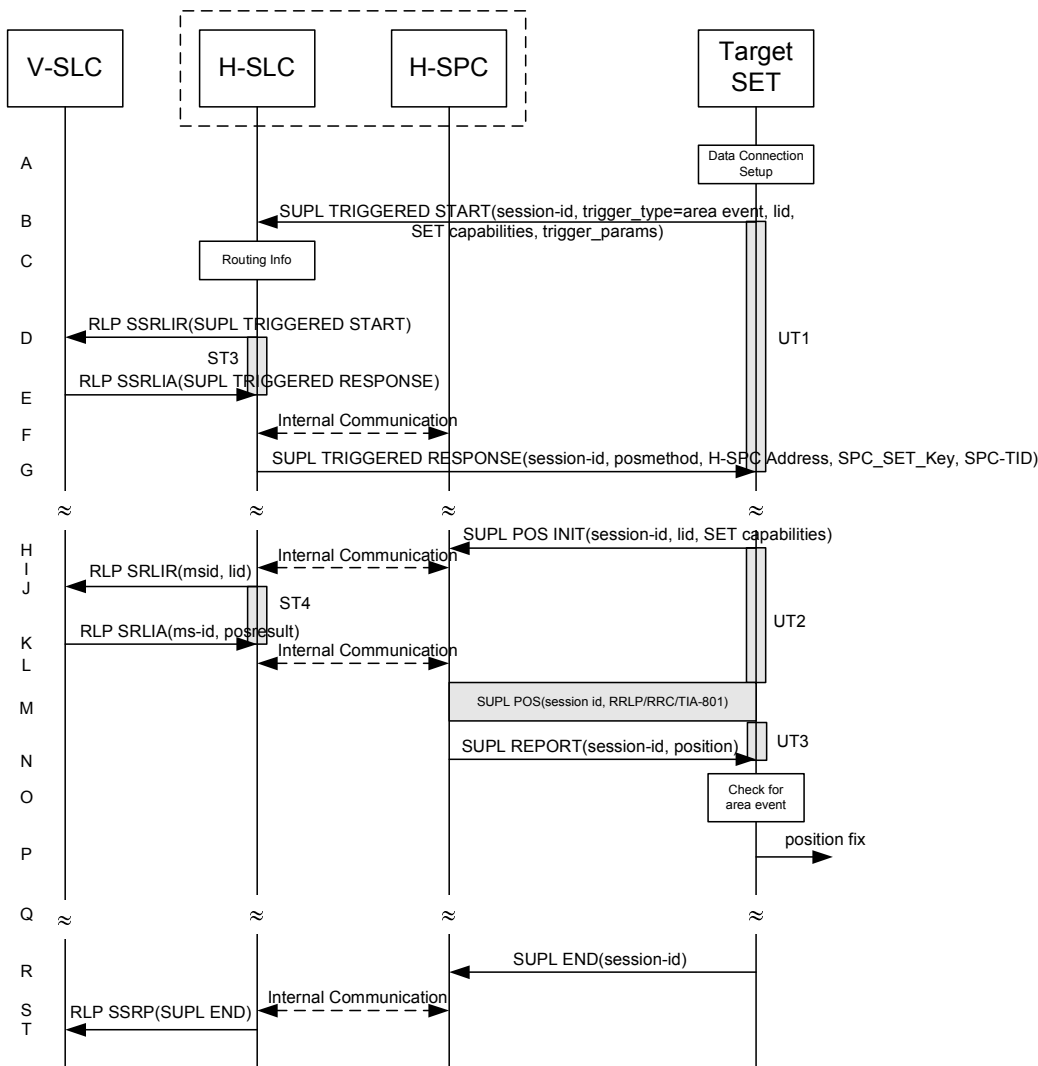 V-SLC
H-SLC
H-SPC
Target
SET
A
Data Connection
Setup
B
SUPL TRIGGERED START(session-id, trigger_type=area event, lid,
SET capabilities, trigger_params)
C
Routing Info
D
RLP SSRLIR(SUPL TRIGGERED START)
UT1
ST3
E
RLP SSRLIA(SUPL TRIGGERED RESPONSE)
F
Internal Communication
G
SUPL TRIGGERED RESPONSE(session-id, posmethod, H-SPC Address, SPC_SET_Key, SPC-TID)
≈ ≈ ≈ ≈
H
SUPL POS INIT(session-id, lid, SET capabilities)
I
Internal Communication
J
RLP SRLIR(msid, lid)
ST4
UT2
K
RLP SRLIA(ms-id, posresult)
L
Internal Communication
M
SUPL POS(session id, RRLP/RRC/TIA-801)
UT3
N
SUPL REPORT(session-id, position)
O
Check for
area event
P
position fix
Q
≈ ≈ ≈ ≈
R
SUPL END(session-id)
S
Internal Communication
T
RLP SSRP(SUPL END)